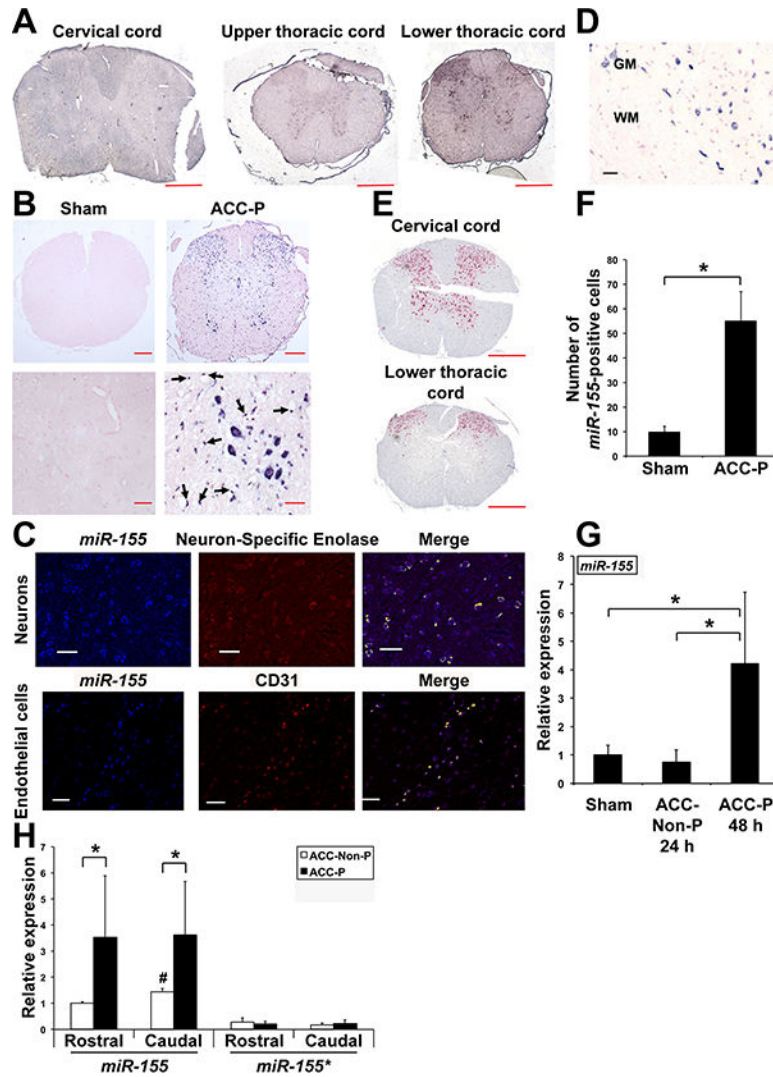 A
Cervical cord
Upper thoracic cord
Lower thoracic cord
B
Sham
ACC-P
C
miR-155
Neuron-Specific Enolase
Merge
Neurons
miR-155
CD31
Merge
Endothelial cells
D
GM
WM
E
Cervical cord
Lower thoracic
cord
F
Number of
miR-155-positive cells
80
70
60
50
40
30
20
10
0
*
Sham
ACC-P
G
miR-155
Relative expression
8
7
6
5
4
3
2
1
0
*
*
Sham
ACC-
Non-P
24 h
ACC-P
48 h
H
Relative expression
7
6
5
4
3
2
1
0
*
*
#
ACC-Non-P
ACC-P
Rostral
Caudal
Rostral
Caudal
miR-155
miR-155*